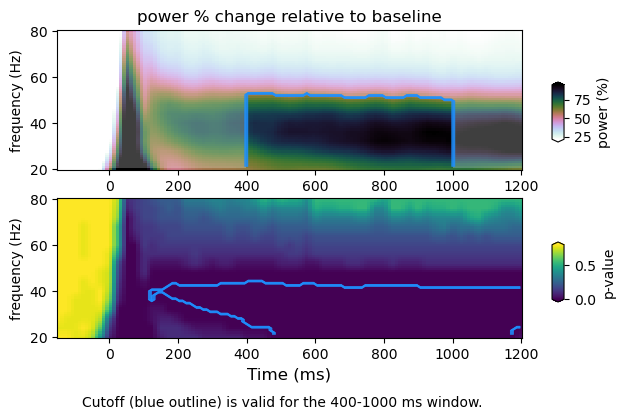 power % change relative to baseline
80
60
40
20
frequency (Hz)
0 200 400 600 800 1000 1200
75
50
25
power (%)
80
60
40
20
frequency (Hz)
0 200 400 600 800 1000 1200
Time (ms)
0.5
0.0
p-value
Cutoff (blue outline) is valid for the 400-1000 ms window.